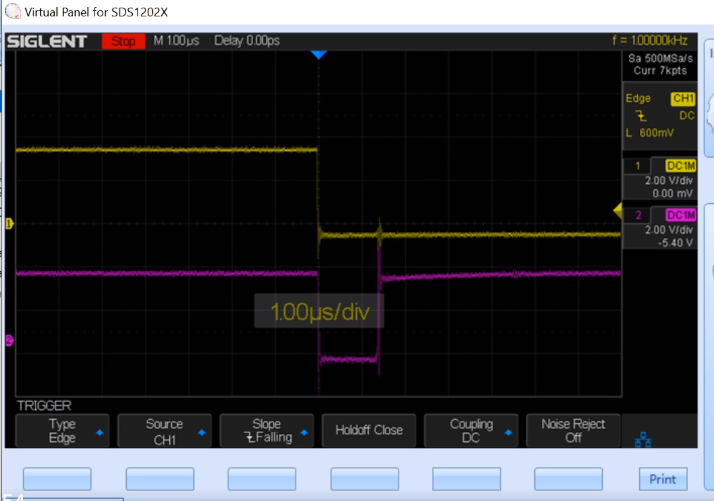 Virtual Panel for SDS1202X
SIGLENT Stop M 1.00µs Delay 0.00ps f = 1.00000kHz
Sa 500MSa/s
Curr 7kpts
Edge CH1
DC
L 600mV
1 DC1M
2.00 V/div
0.00 mV
2 DC1M
2.00 V/div
-5.40 V
1
2
1.00µs/div
TRIGGER
Type
Edge
Source
CH1
Slope
Falling
Holdoff Close
Coupling
DC
Noise Reject
Off
Print